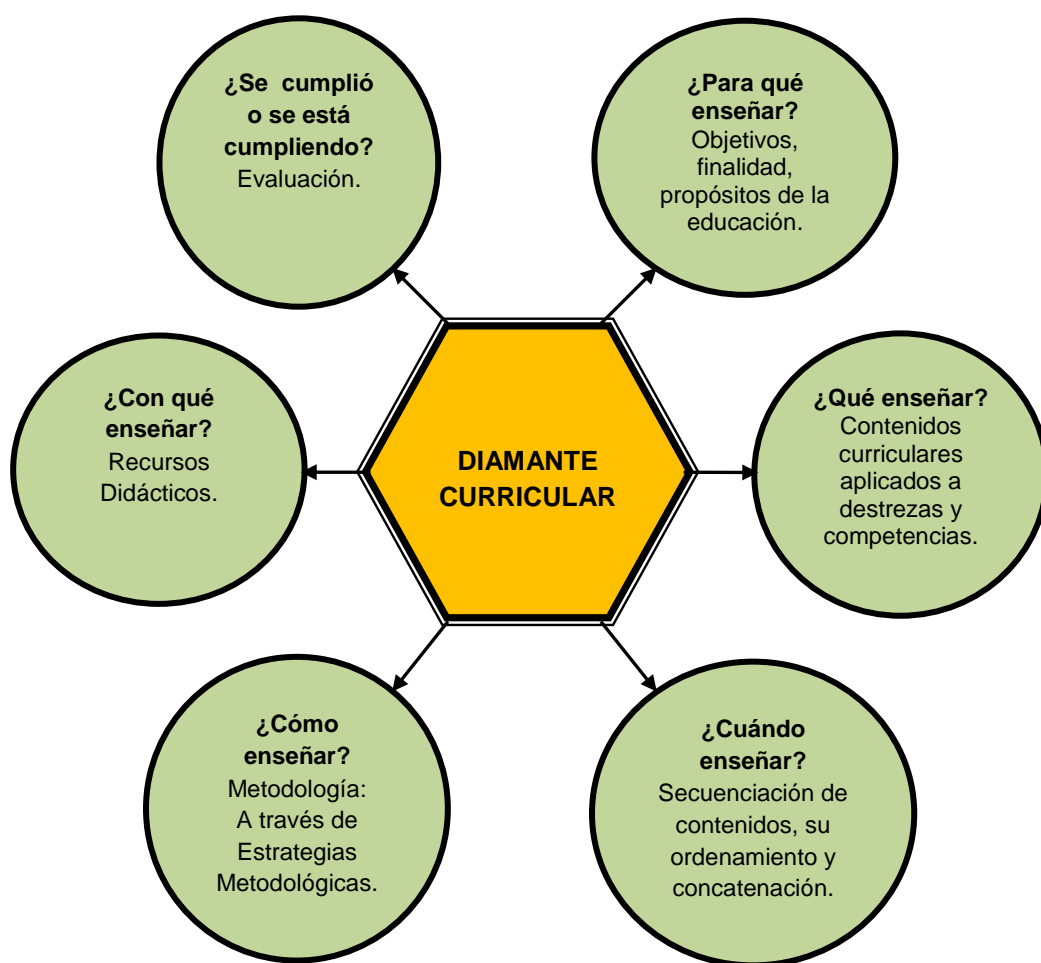 ¿Se cumplió
o se está
cumpliendo?
Evaluación.
¿Para qué
enseñar?
Objetivos,
finalidad,
propósitos de la
educación.
¿Con qué
enseñar?
Recursos
Didácticos.
DIAMANTE
CURRICULAR
¿Qué enseñar?
Contenidos
curriculares
aplicados a
destrezas y
competencias.
¿Cómo
enseñar?
Metodología:
A través de
Estrategias
Metodológicas.
¿Cuándo
enseñar?
Secuenciación de
contenidos, su
ordenamiento y
concatenación.